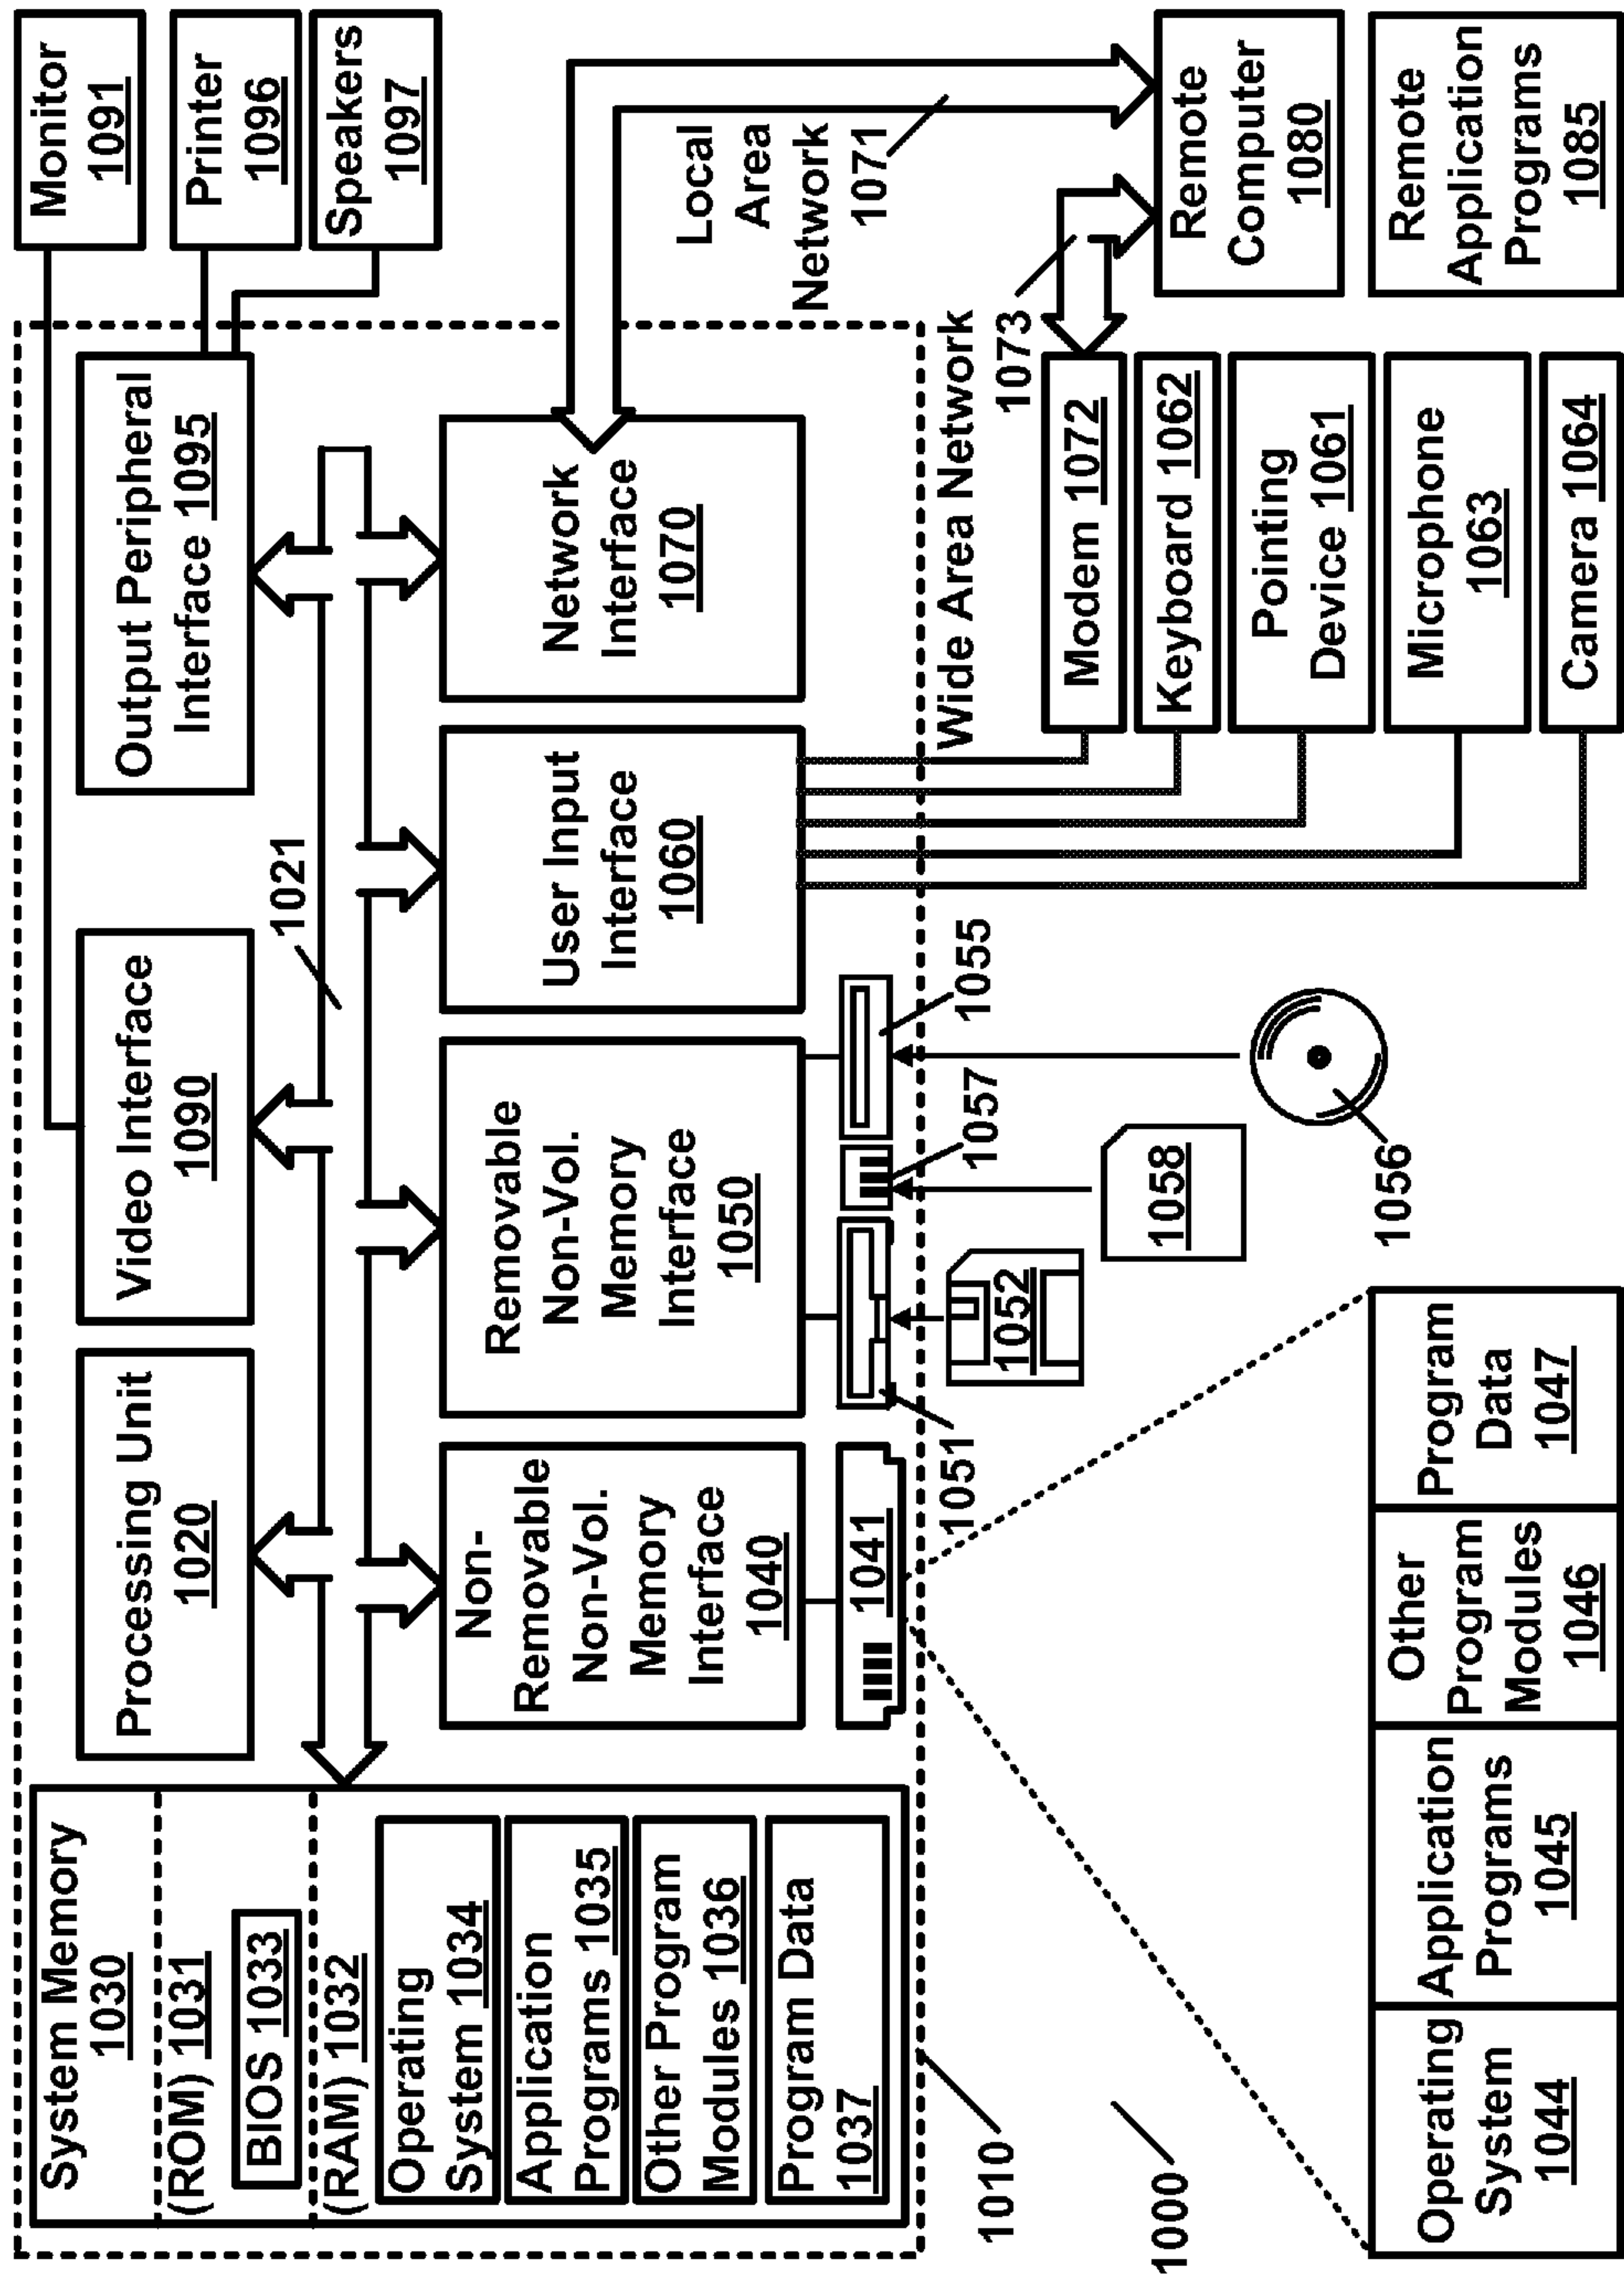 System Memory
1030
(ROM) 1031
BIOS 1033
(RAM) 1032
Operating
System 1034
Application
Programs 1035
Other Program
Modules 1036
Program Data
1037
Processing Unit
1020
Video Interface
1090
Output Peripheral
Interface 1095
Monitor
1091
Printer
1096
Speakers
1097
1021
Non-
Removable
Non-Vol.
Memory
Interface
1040
Removable
Non-Vol.
Memory
Interface
1050
User Input
Interface
1060
Network
Interface
1070
Local
Area
Network
1071
1041
1051
1057
1055
1052
1058
1056
Wide Area Network
1073
Modem 1072
Keyboard 1062
Pointing
Device 1061
Microphone
1063
Camera 1064
Remote
Computer
1080
Remote
Application
Programs
1085
1010
1000
Operating
System
1044
Application
Programs
1045
Other
Program
Modules
1046
Program
Data
1047